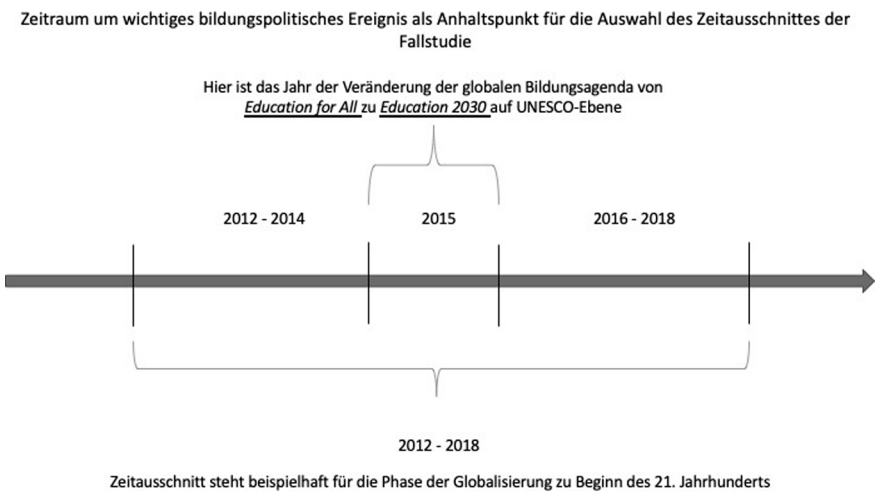 Zeitraum um wichtiges bildungspolitisches Ereignis als Anhaltspunkt für die Auswahl des Zeitausschnittes der
Fallstudie
Hier ist das Jahr der Veränderung der globalen Bildungsagenda von
Education for All zu Education 2030 auf UNESCO-Ebene
2012 - 2014
2015
2016 - 2018
2012 - 2018
Zeitausschnitt steht beispielhaft für die Phase der Globalisierung zu Beginn des 21. Jahrhunderts